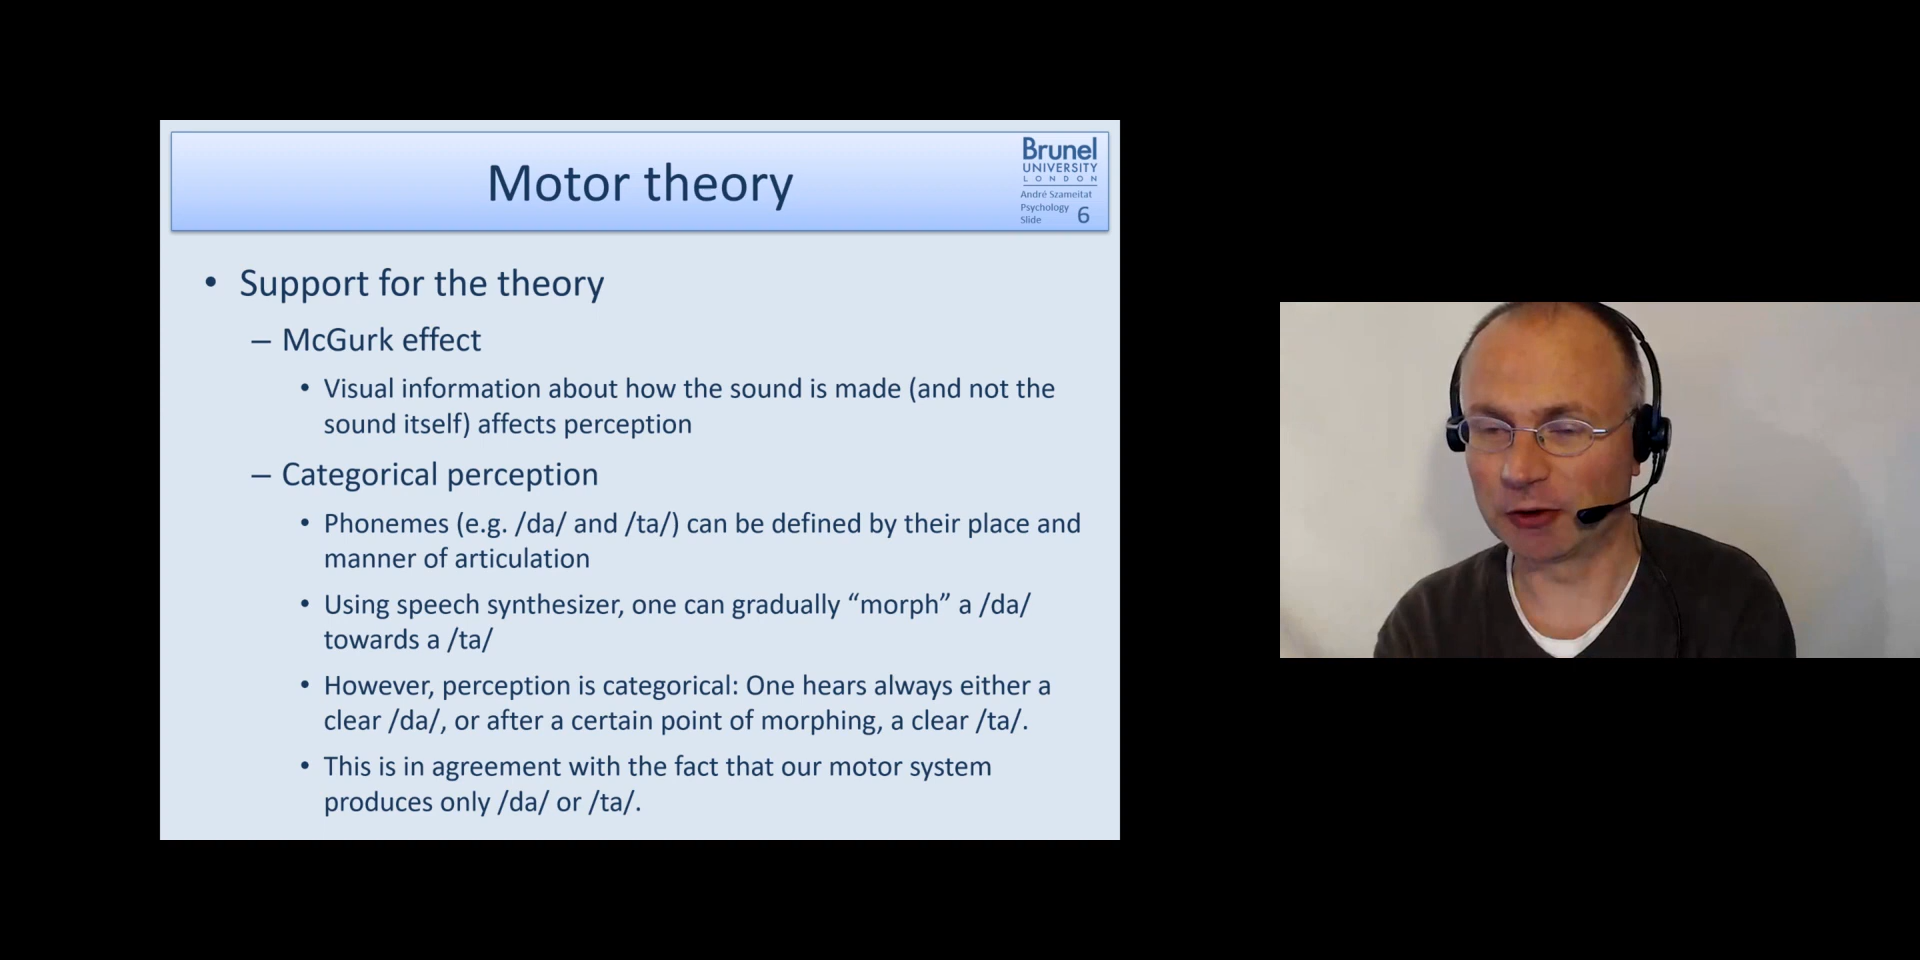 Motor theory
Brunel
UNIVERSITY
LONDON
André Szameitat
Psychology
Slide 6
• Support for the theory
– McGurk effect
• Visual information about how the sound is made (and not the
sound itself) affects perception
– Categorical perception
• Phonemes (e.g. /da/ and /ta/) can be defined by their place and
manner of articulation
• Using speech synthesizer, one can gradually “morph” a /da/
towards a /ta/
• However, perception is categorical: One hears always either a
clear /da/, or after a certain point of morphing, a clear /ta/.
• This is in agreement with the fact that our motor system
produces only /da/ or /ta/.